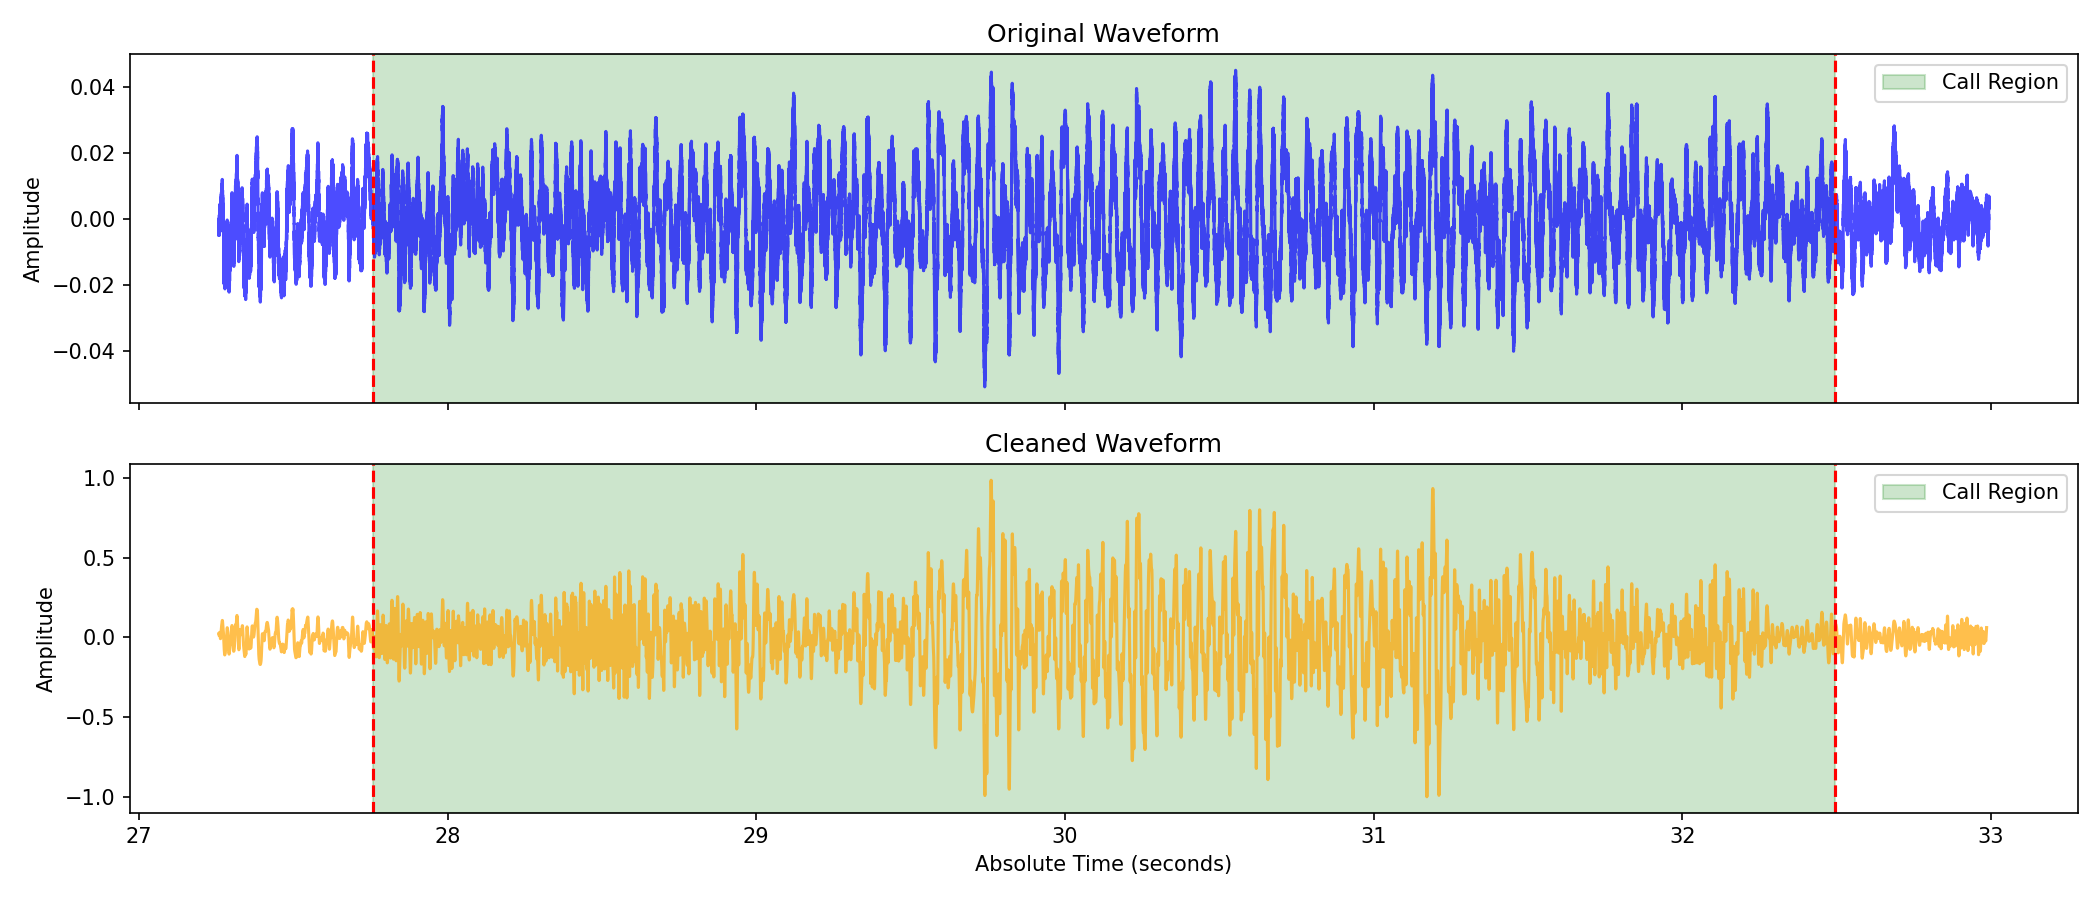 Original Waveform
Amplitude
0.04
0.02
0.00
−0.02
−0.04
Call Region
Cleaned Waveform
Amplitude
1.0
0.5
0.0
−0.5
−1.0
Call Region
27 28 29 30 31 32 33
Absolute Time (seconds)